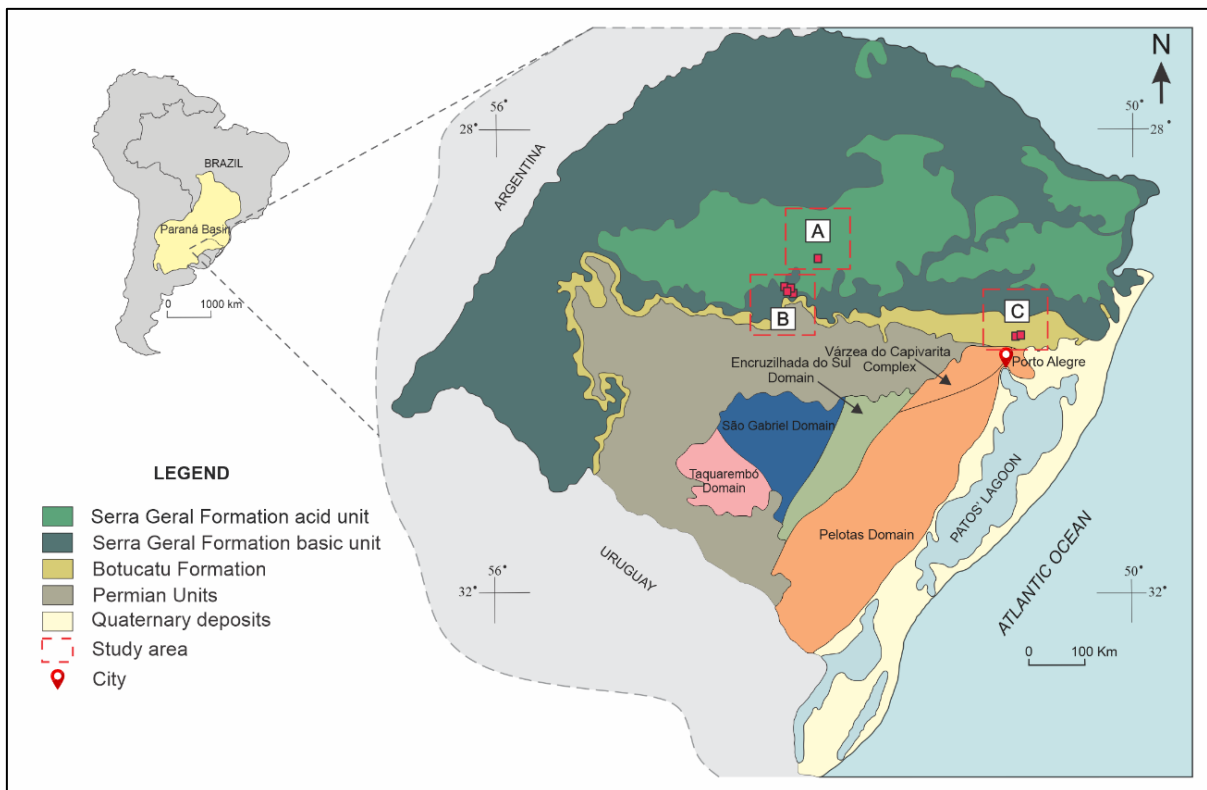 BRAZIL
Paraná Basin
0 1000 km
N
56°
28°
50°
28°
ARGENTINA
A
B
C
Várzea do Capivarita
Complex
Encruzilhada do Sul
Domain
Porto Alegre
São Gabriel Domain
Taquarembó
Domain
Pelotas Domain
PATOS' LAGOON
ATLANTIC OCEAN
URUGUAY
56°
32°
50°
32°
0 100 Km
LEGEND
Serra Geral Formation acid unit
Serra Geral Formation basic unit
Botucatu Formation
Permian Units
Quaternary deposits
Study area
City